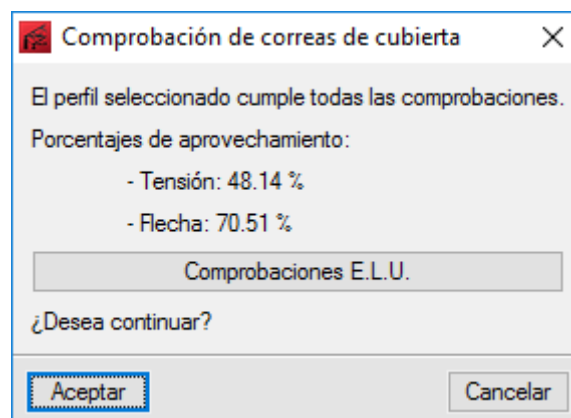 Comprobación de correas de cubierta
El perfil seleccionado cumple todas las comprobaciones.
Porcentajes de aprovechamiento:
- Tensión: 48.14 %
- Flecha: 70.51 %
Comprobaciones E.L.U.
¿Desea continuar?
Aceptar
Cancelar